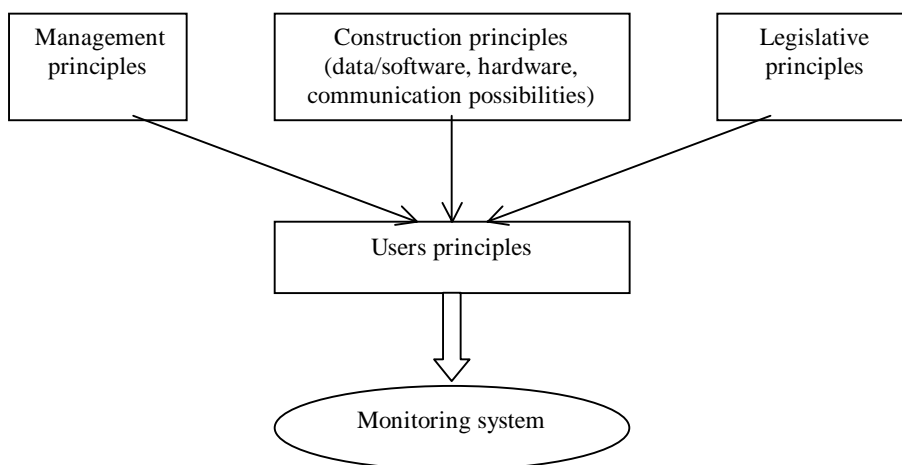 Management
principles
Construction principles
(data/software, hardware,
communication possibilities)
Legislative
principles
Users principles
Monitoring system